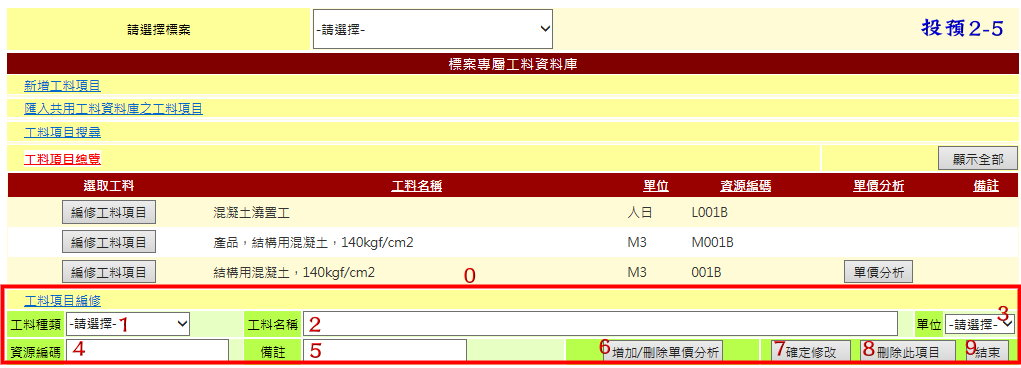 請選擇標案 -請選擇- 投預2-5
標案專屬工料資料庫
新增工料項目
匯入共用工料資料庫之工料項目
工料項目搜尋
工料項目總覽 顯示全部
選取工料 工料名稱 單位 資源編碼 單價分析 備註
編修工料項目 混凝土澆置工 人日 L001B
編修工料項目 產品，結構用混凝土，140kgf/cm2 M3 M001B
編修工料項目 結構用混凝土，140kgf/cm2 M3 001B 單價分析
0
工料項目編修
工料種類 -請選擇- 1 工料名稱 2 單位 -請選擇- 3
資源編碼 4 備註 5 6 增加/刪除單價分析 7 確定修改 8 刪除此項目 9 結束